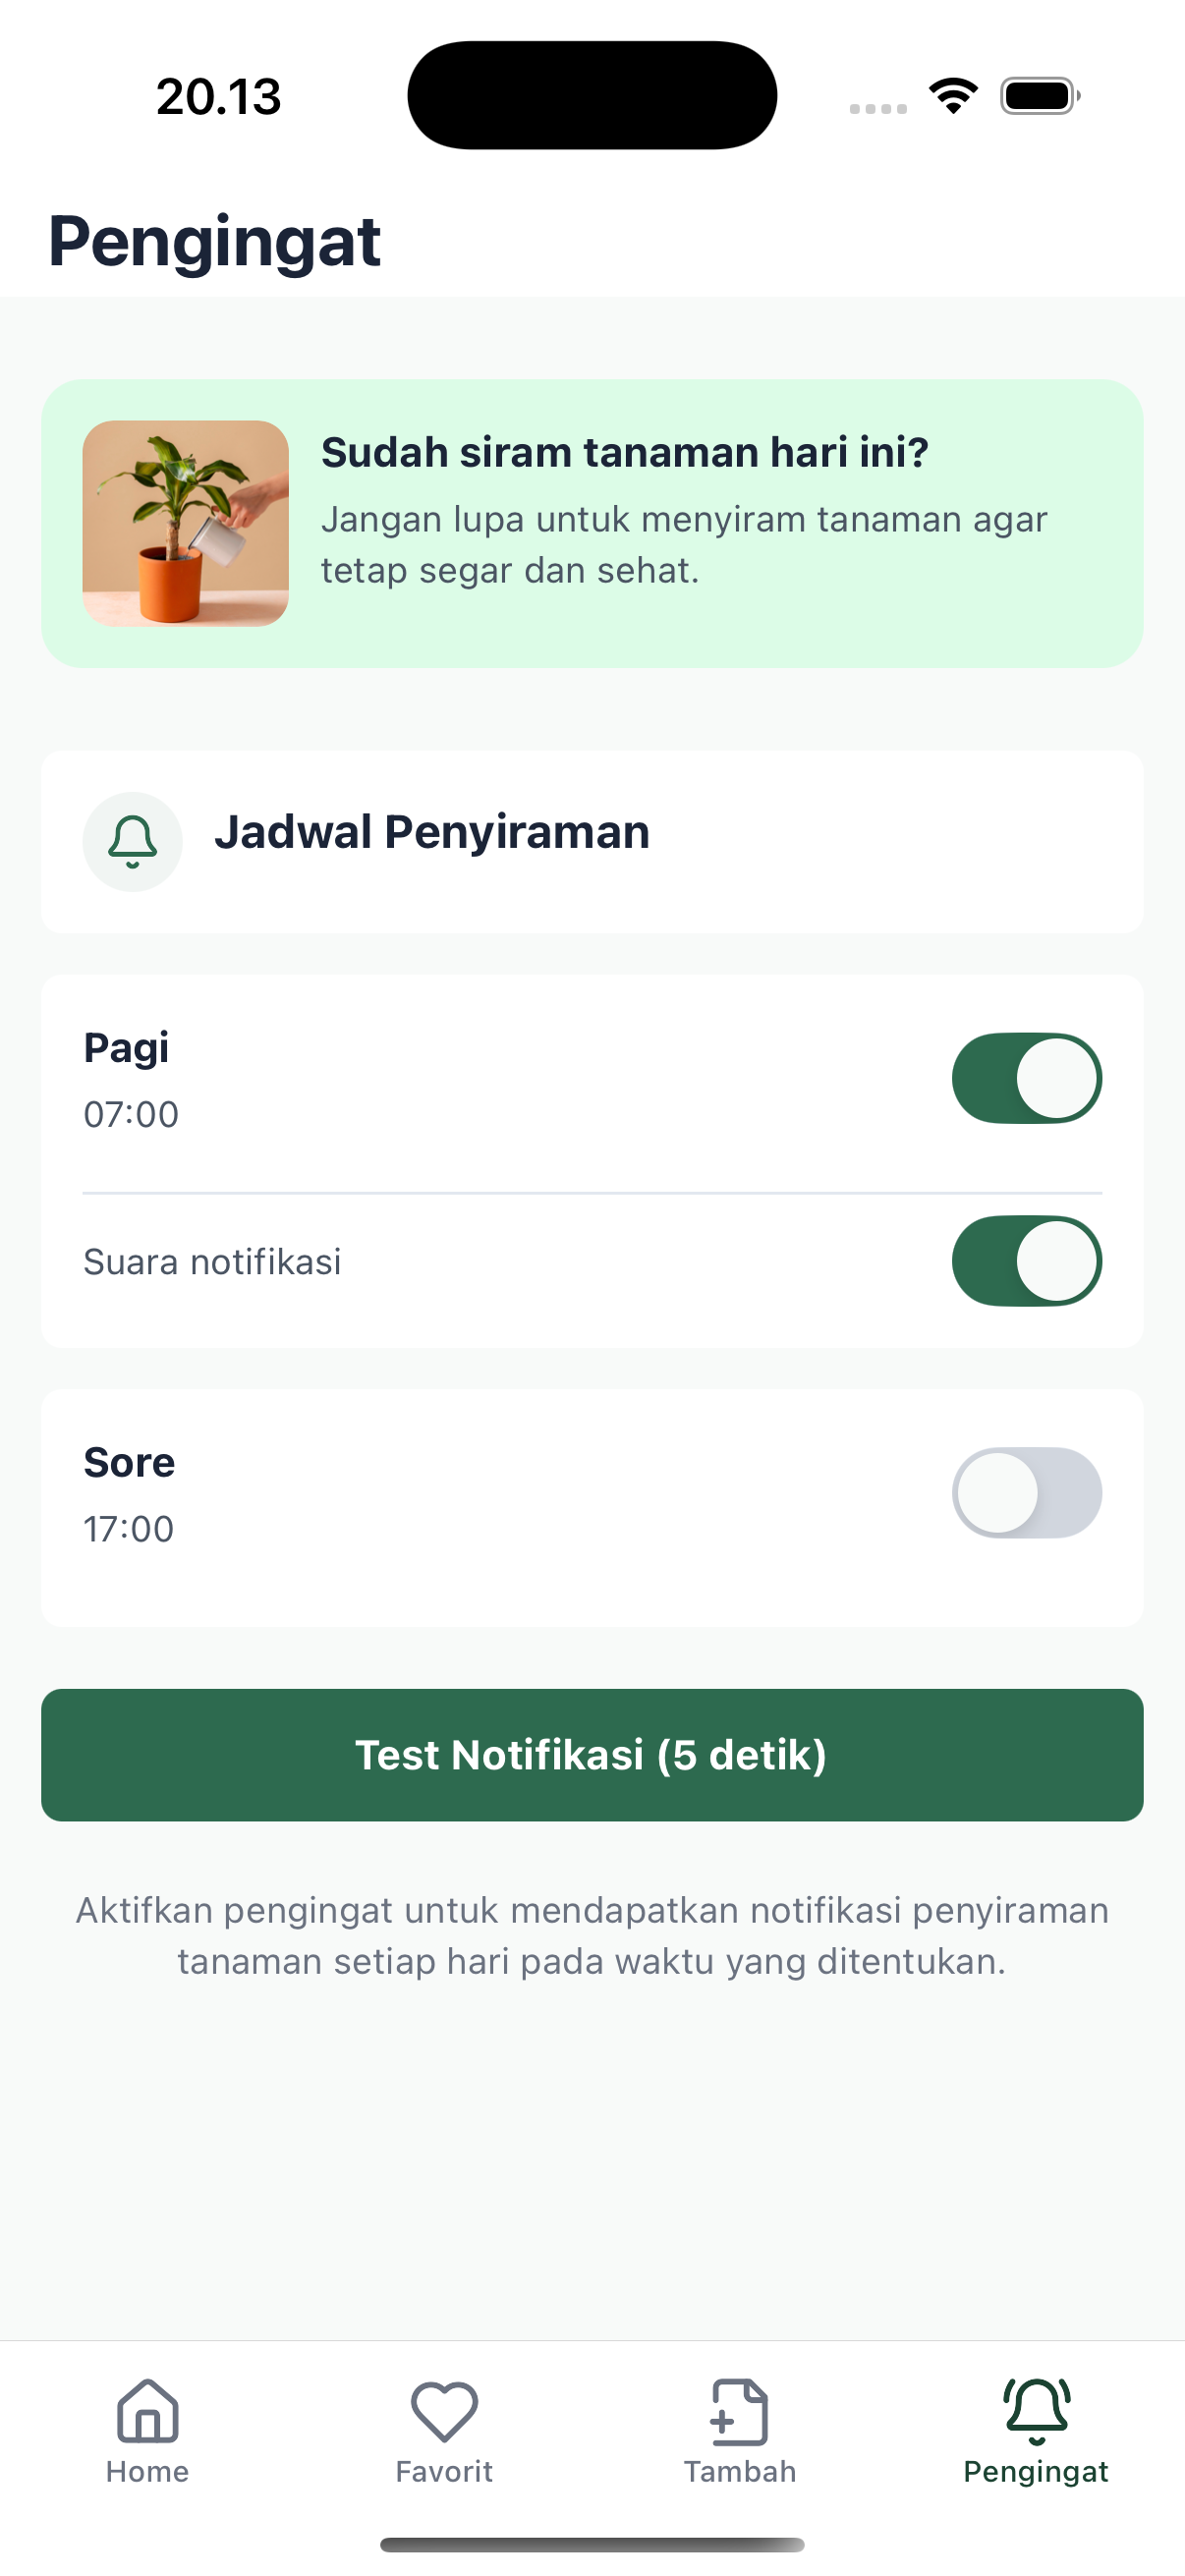 20.13
Pengingat
Sudah siram tanaman hari ini?
Jangan lupa untuk menyiram tanaman agar
tetap segar dan sehat.
Jadwal Penyiraman
Pagi
07:00
Suara notifikasi
Sore
17:00
Test Notifikasi (5 detik)
Aktifkan pengingat untuk mendapatkan notifikasi penyiraman
tanaman setiap hari pada waktu yang ditentukan.
Home
Favorit
Tambah
Pengingat